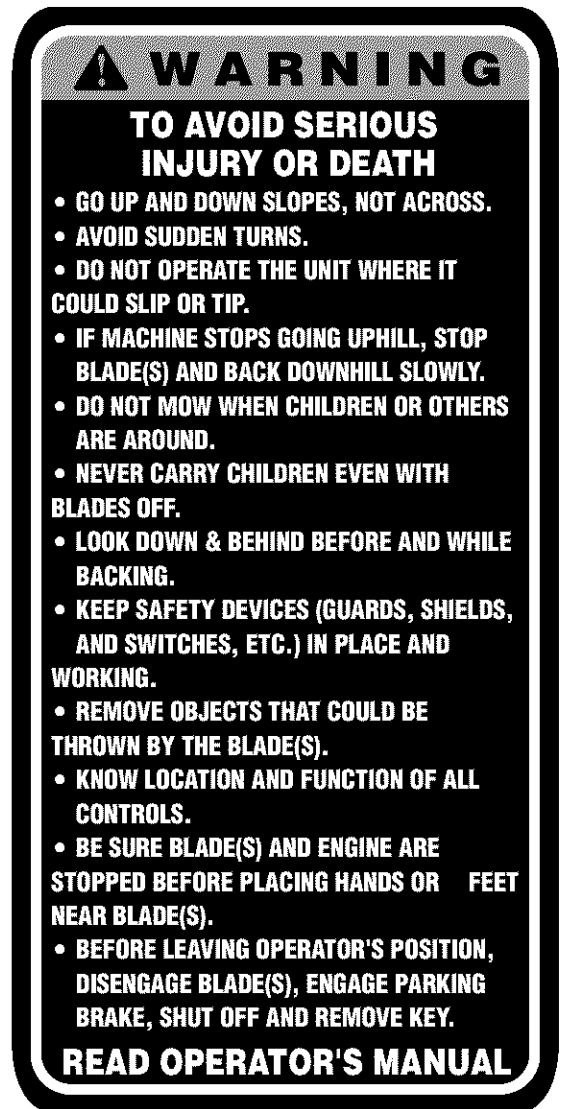 WARNING
TO AVOID SERIOUS
INJURY OR DEATH
• GO UP AND DOWN SLOPES, NOT ACROSS.
• AVOID SUDDEN TURNS.
• DO NOT OPERATE THE UNIT WHERE IT
COULD SLIP OR TIP.
• IF MACHINE STOPS GOING UPHILL, STOP
BLADE(S) AND BACK DOWNHILL SLOWLY.
• DO NOT MOW WHEN CHILDREN OR OTHERS
ARE AROUND.
• NEVER CARRY CHILDREN EVEN WITH
BLADES OFF.
• LOOK DOWN & BEHIND BEFORE AND WHILE
BACKING.
• KEEP SAFETY DEVICES (GUARDS, SHIELDS,
AND SWITCHES, ETC.) IN PLACE AND
WORKING.
• REMOVE OBJECTS THAT COULD BE
THROWN BY THE BLADE(S).
• KNOW LOCATION AND FUNCTION OF ALL
CONTROLS.
• BE SURE BLADE(S) AND ENGINE ARE
STOPPED BEFORE PLACING HANDS OR FEET
NEAR BLADE(S).
• BEFORE LEAVING OPERATOR'S POSITION,
DISENGAGE BLADE(S), ENGAGE PARKING
BRAKE, SHUT OFF AND REMOVE KEY.
READ OPERATOR'S MANUAL